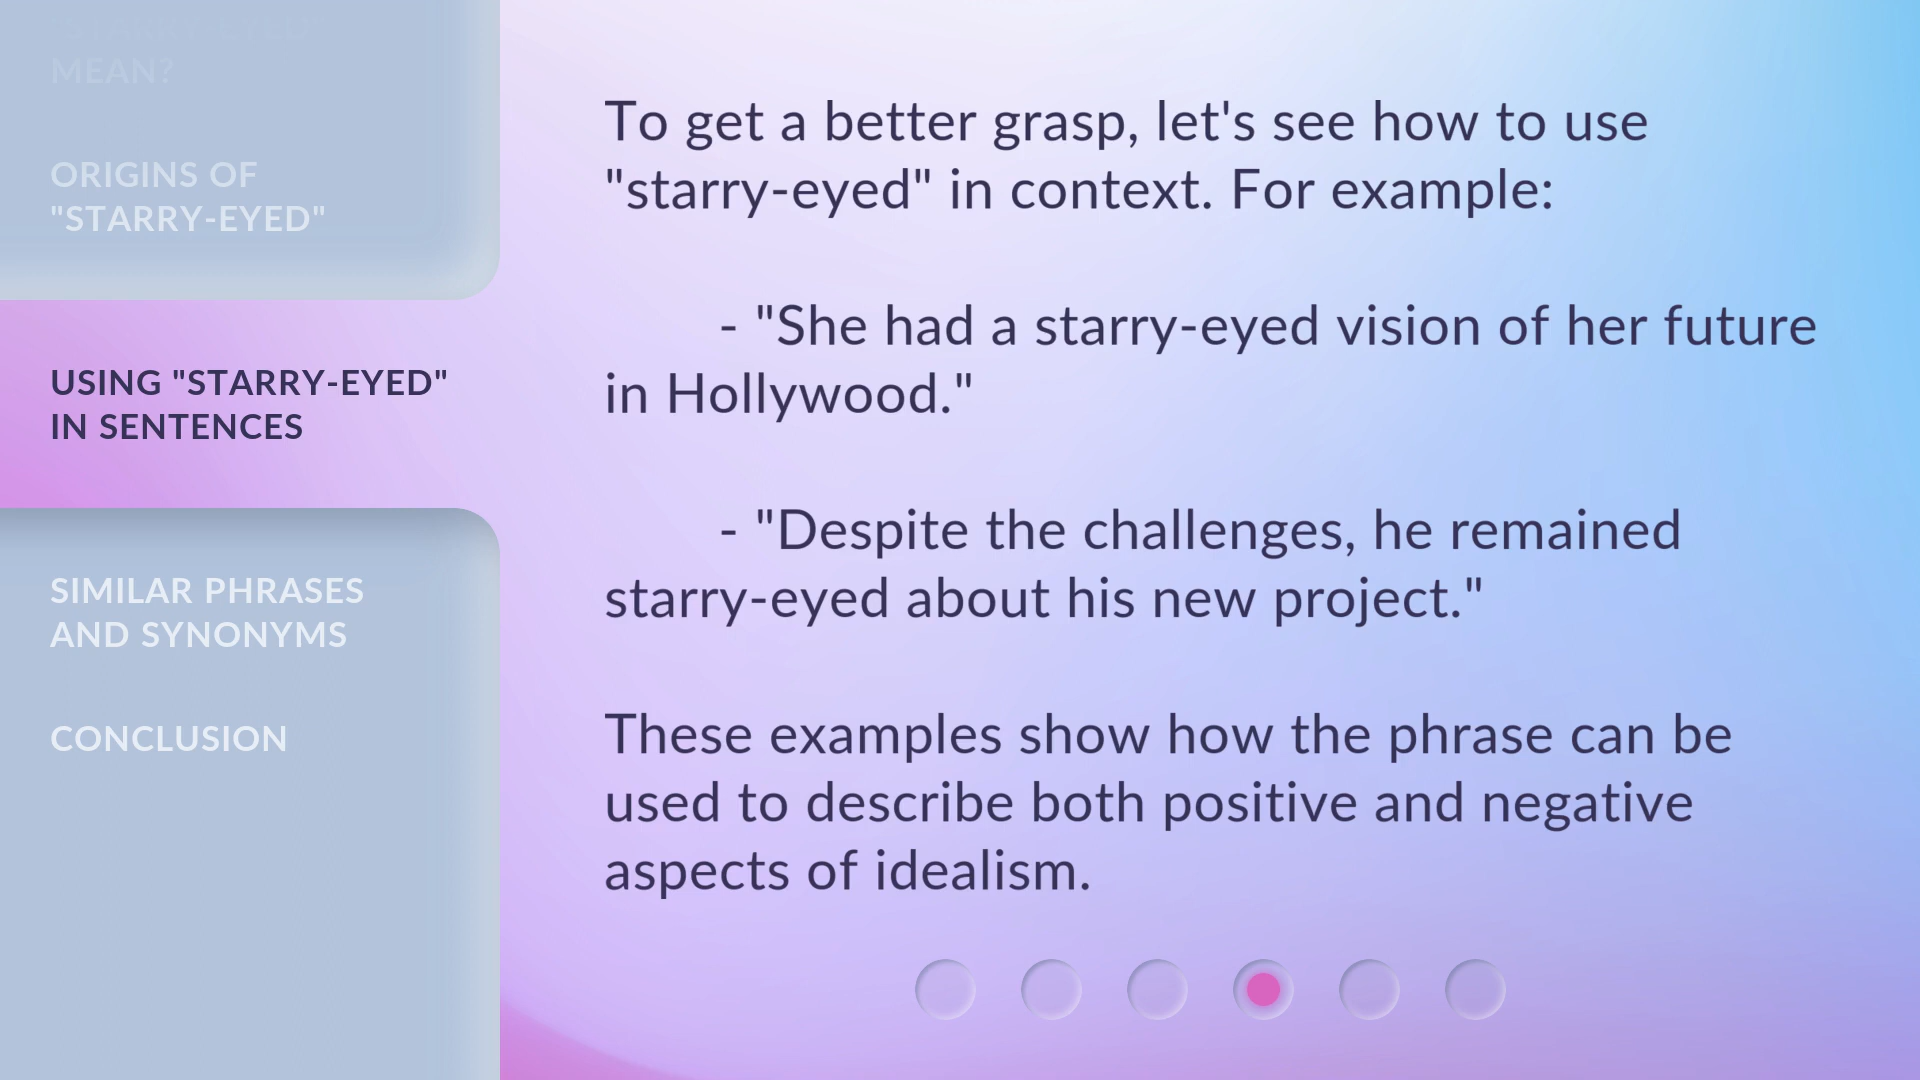 "STARRY-EYED"
MEAN?
ORIGINS OF
"STARRY-EYED"
USING "STARRY-EYED"
IN SENTENCES
SIMILAR PHRASES
AND SYNONYMS
CONCLUSION
To get a better grasp, let's see how to use
"starry-eyed" in context. For example:
- "She had a starry-eyed vision of her future
in Hollywood."
- "Despite the challenges, he remained
starry-eyed about his new project."
These examples show how the phrase can be
used to describe both positive and negative
aspects of idealism.